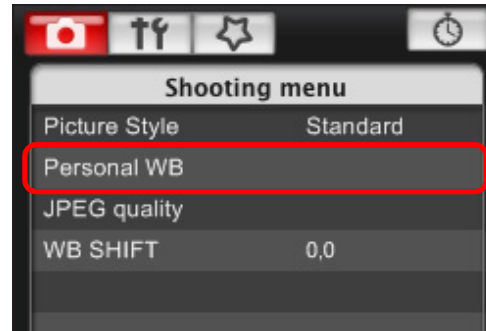 Shooting menu
Picture Style Standard
Personal WB
JPEG quality
WB SHIFT 0,0